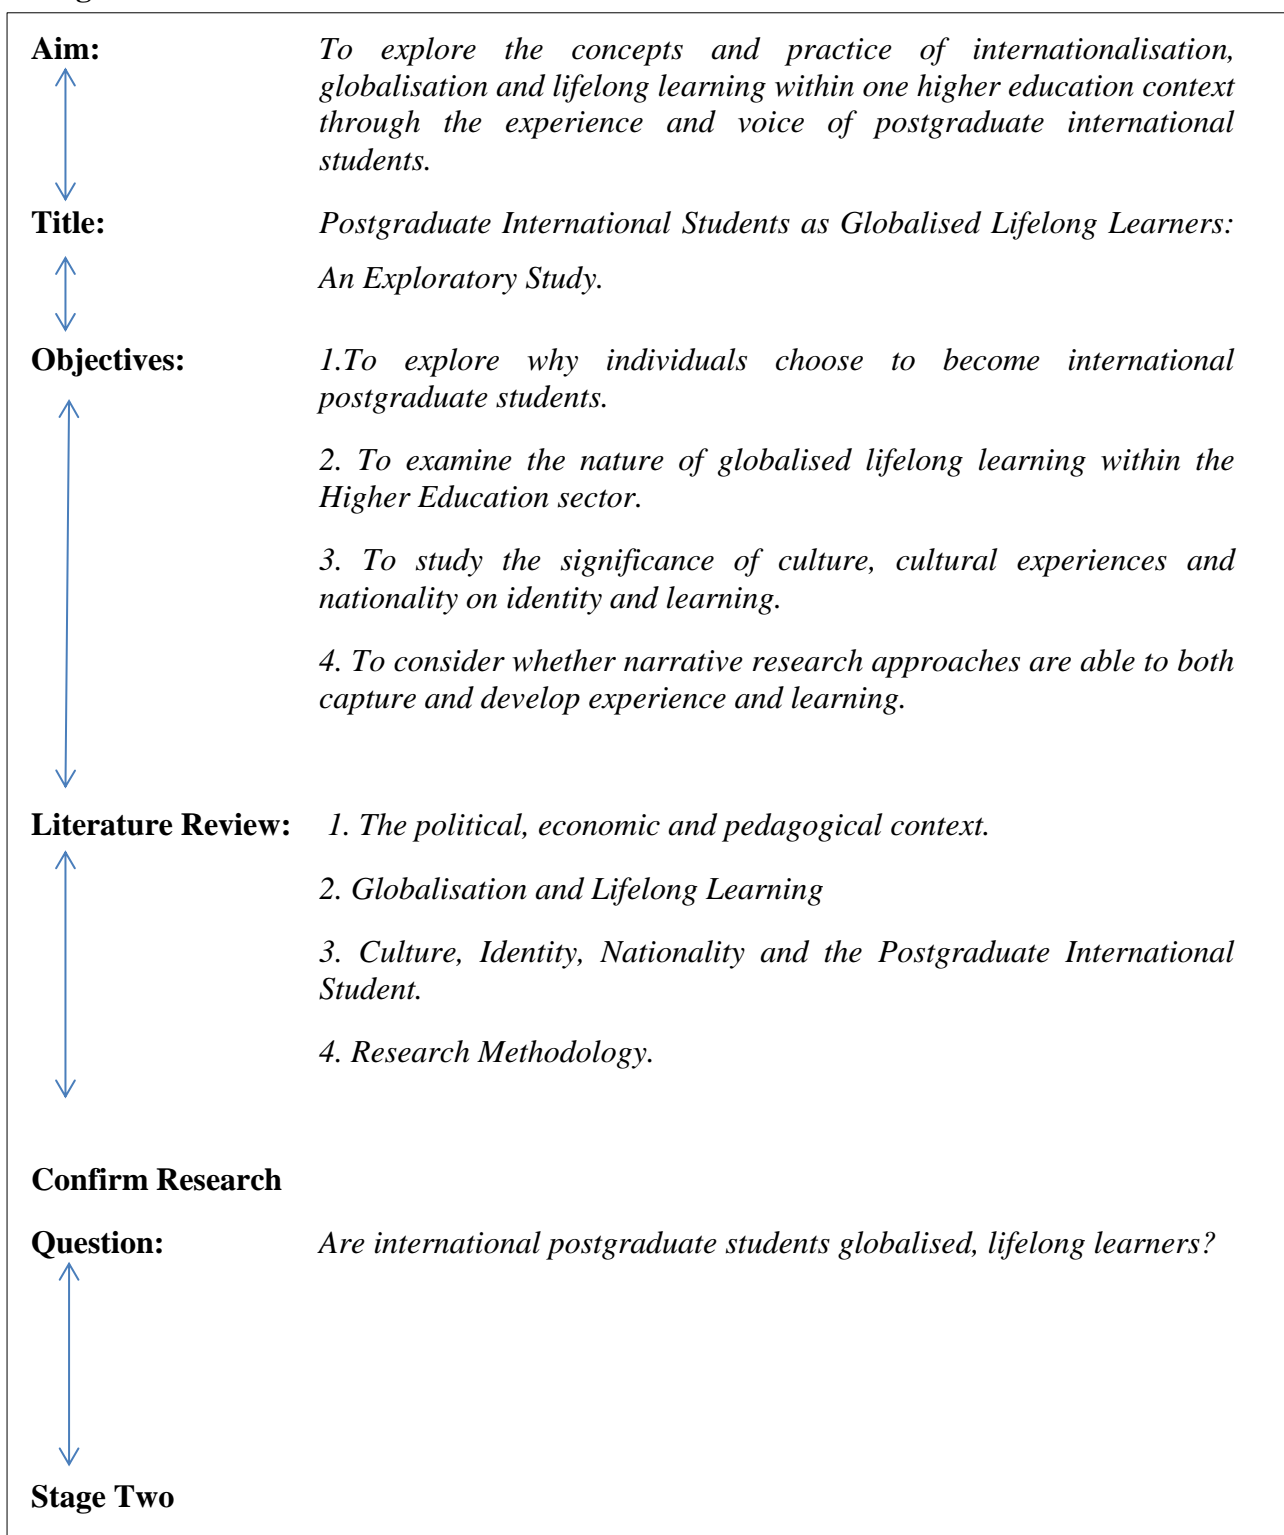 Aim: To explore the concepts and practice of internationalisation,
globalisation and lifelong learning within one higher education context
through the experience and voice of postgraduate international
students.
Title: Postgraduate International Students as Globalised Lifelong Learners:
An Exploratory Study.
Objectives: 1.To explore why individuals choose to become international
postgraduate students.
2. To examine the nature of globalised lifelong learning within the
Higher Education sector.
3. To study the significance of culture, cultural experiences and
nationality on identity and learning.
4. To consider whether narrative research approaches are able to both
capture and develop experience and learning.
Literature Review: 1. The political, economic and pedagogical context.
2. Globalisation and Lifelong Learning
3. Culture, Identity, Nationality and the Postgraduate International
Student.
4. Research Methodology.
Confirm Research
Question: Are international postgraduate students globalised, lifelong learners?
Stage Two